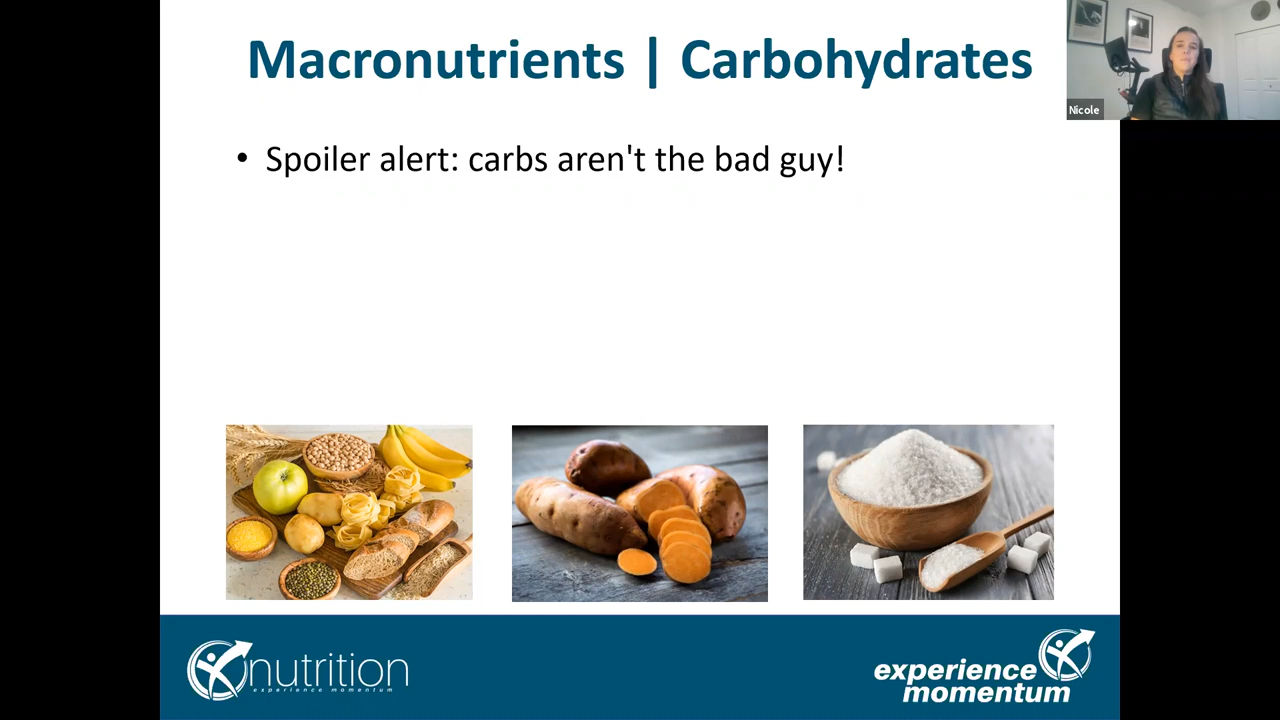 Macronutrients | Carbohydrates
Nicole
• Spoiler alert: carbs aren't the bad guy!
nutrition
experience momentum
experience
momentum